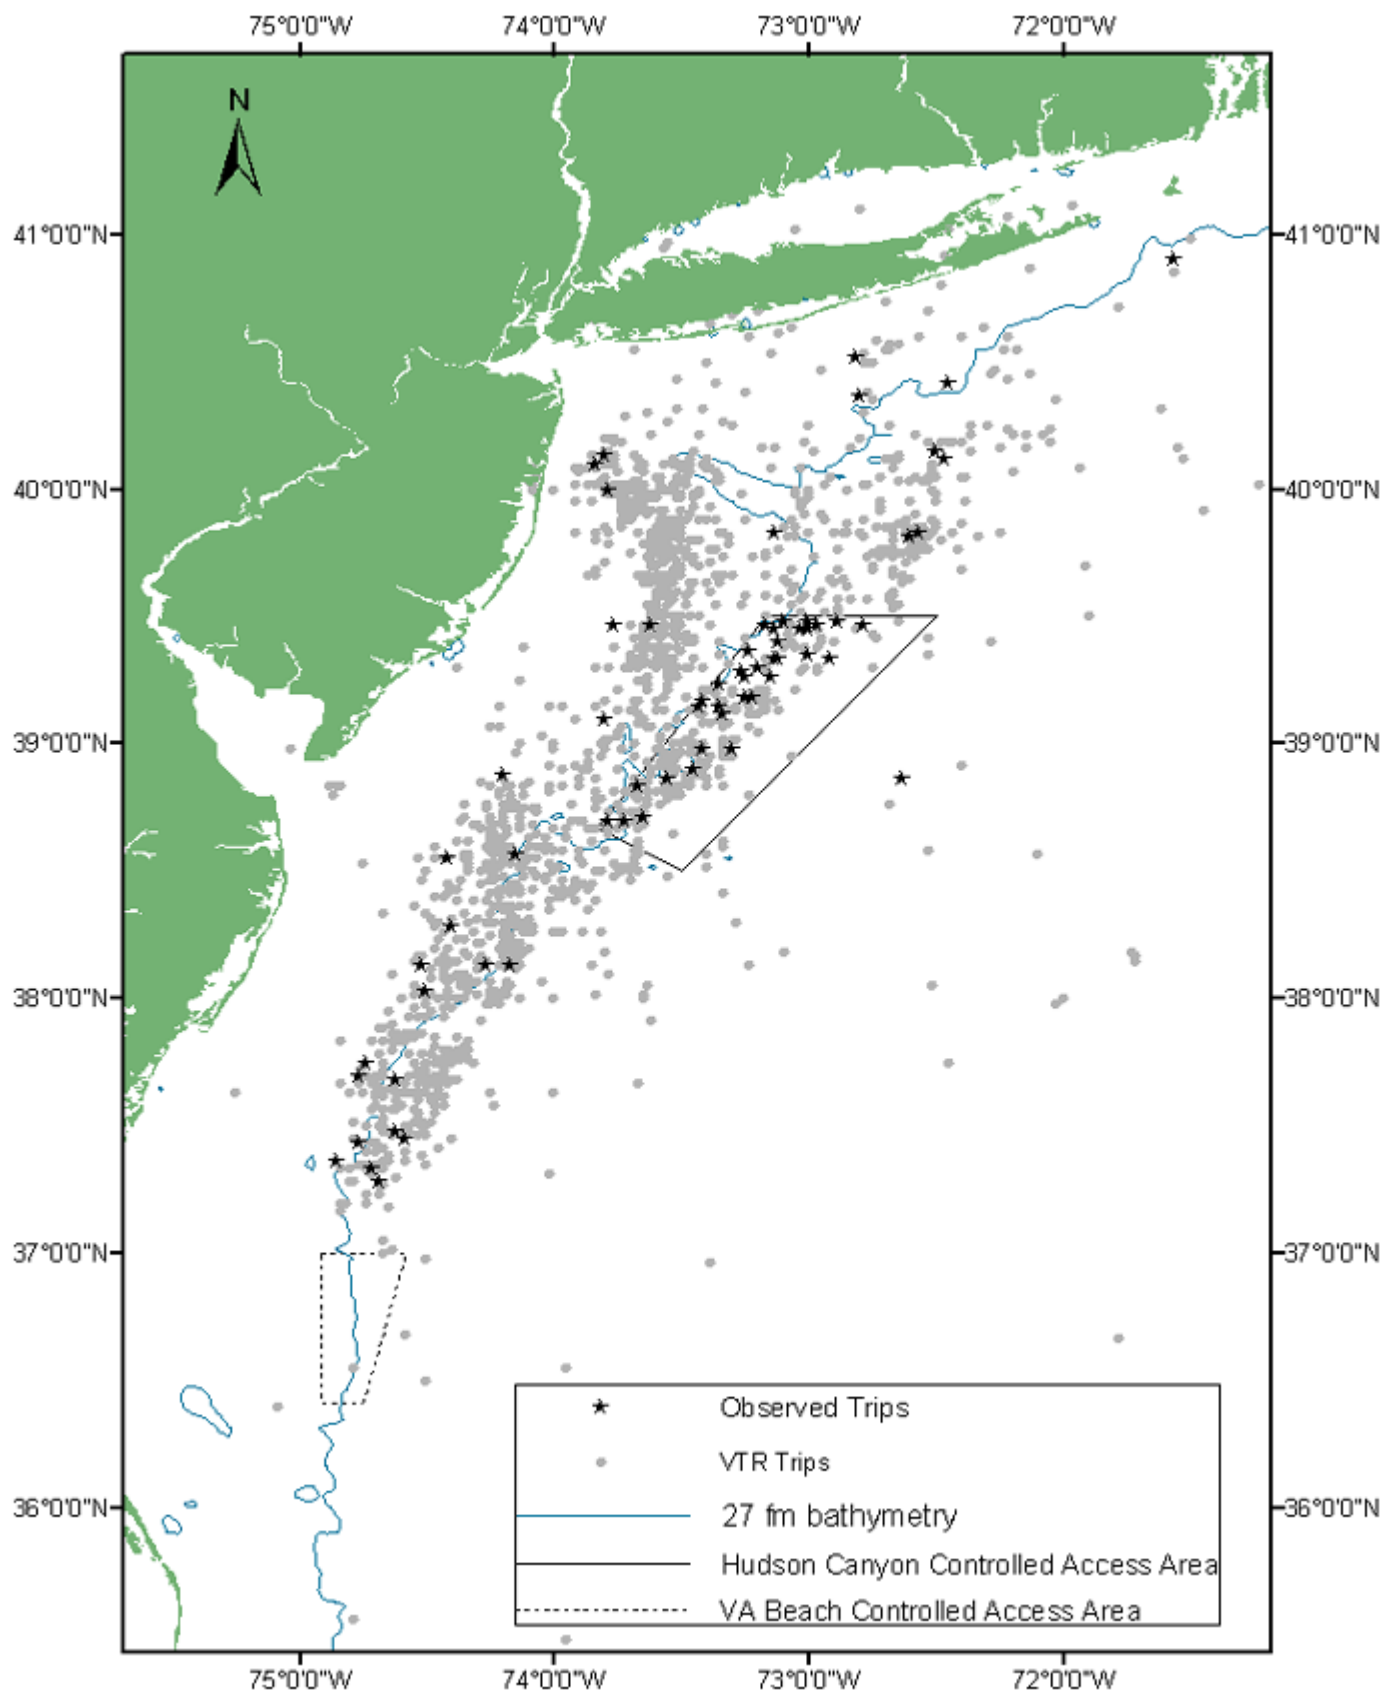 75°0'0"W 74°0'0"W 73°0'0"W 72°0'0"W
N
41°0'0"N 41°0'0"N
40°0'0"N 40°0'0"N
39°0'0"N 39°0'0"N
38°0'0"N 38°0'0"N
37°0'0"N 37°0'0"N
Observed Trips
VTR Trips
36°0'0"N 36°0'0"N
27 fm bathymetry
Hudson Canyon Controlled Access Area
VA Beach Controlled Access Area
75°0'0"W 74°0'0"W 73°0'0"W 72°0'0"W